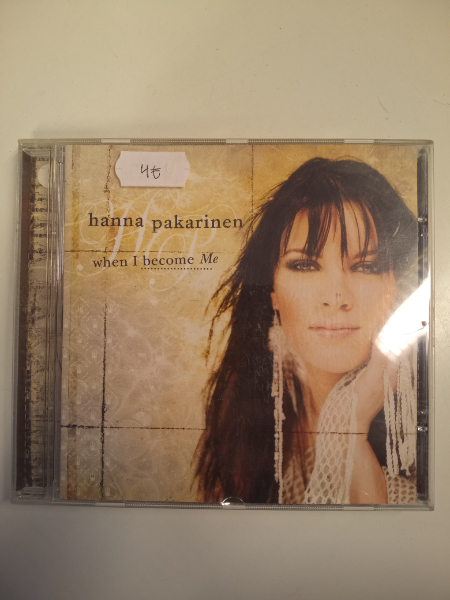 4€
hanna pakarinen
when I become Me